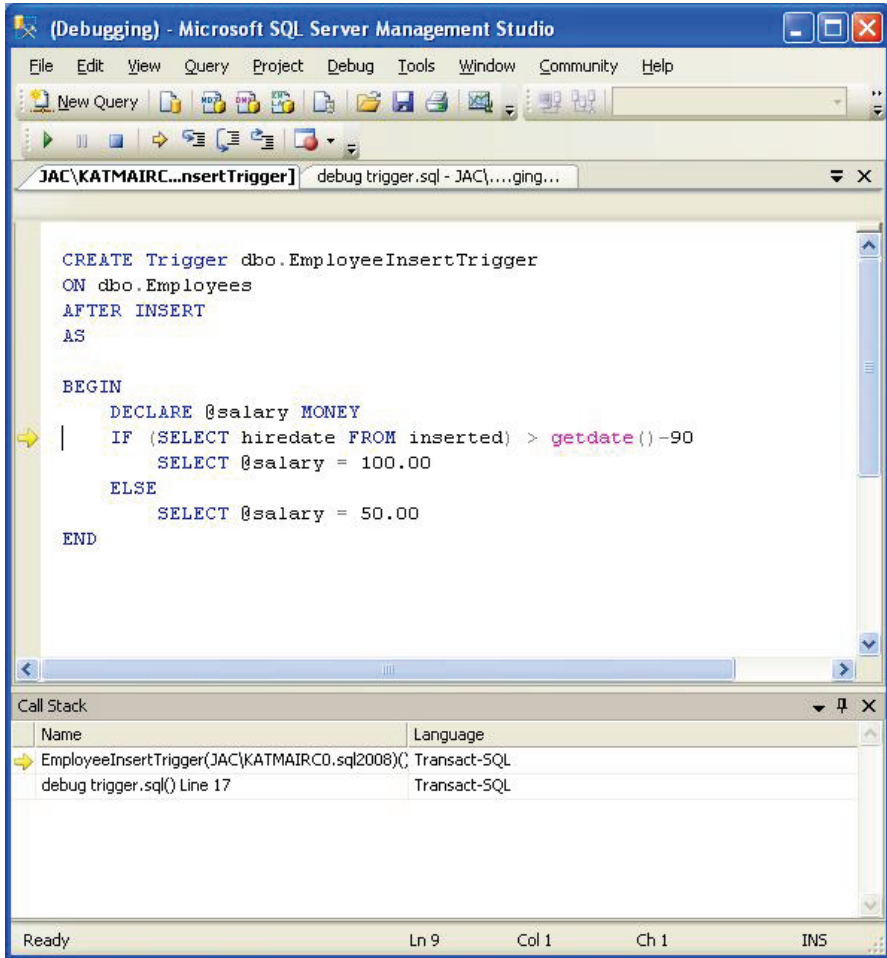 (Debugging) - Microsoft SQL Server Management Studio
File Edit View Query Project Debug Tools Window Community Help
New Query
JAC\KATMAIRC...nsertTrigger] debug trigger.sql - JAC\....ging...
CREATE Trigger dbo.EmployeeInsertTrigger
ON dbo.Employees
AFTER INSERT
AS
BEGIN
DECLARE @salary MONEY
IF (SELECT hiredate FROM inserted) > getdate()-90
SELECT @salary = 100.00
ELSE
SELECT @salary = 50.00
END
Call Stack
Name Language
EmployeeInsertTrigger(JAC\KATMAIRC0.sql2008)() Transact-SQL
debug trigger.sql() Line 17 Transact-SQL
Ready Ln 9 Col 1 Ch 1 INS